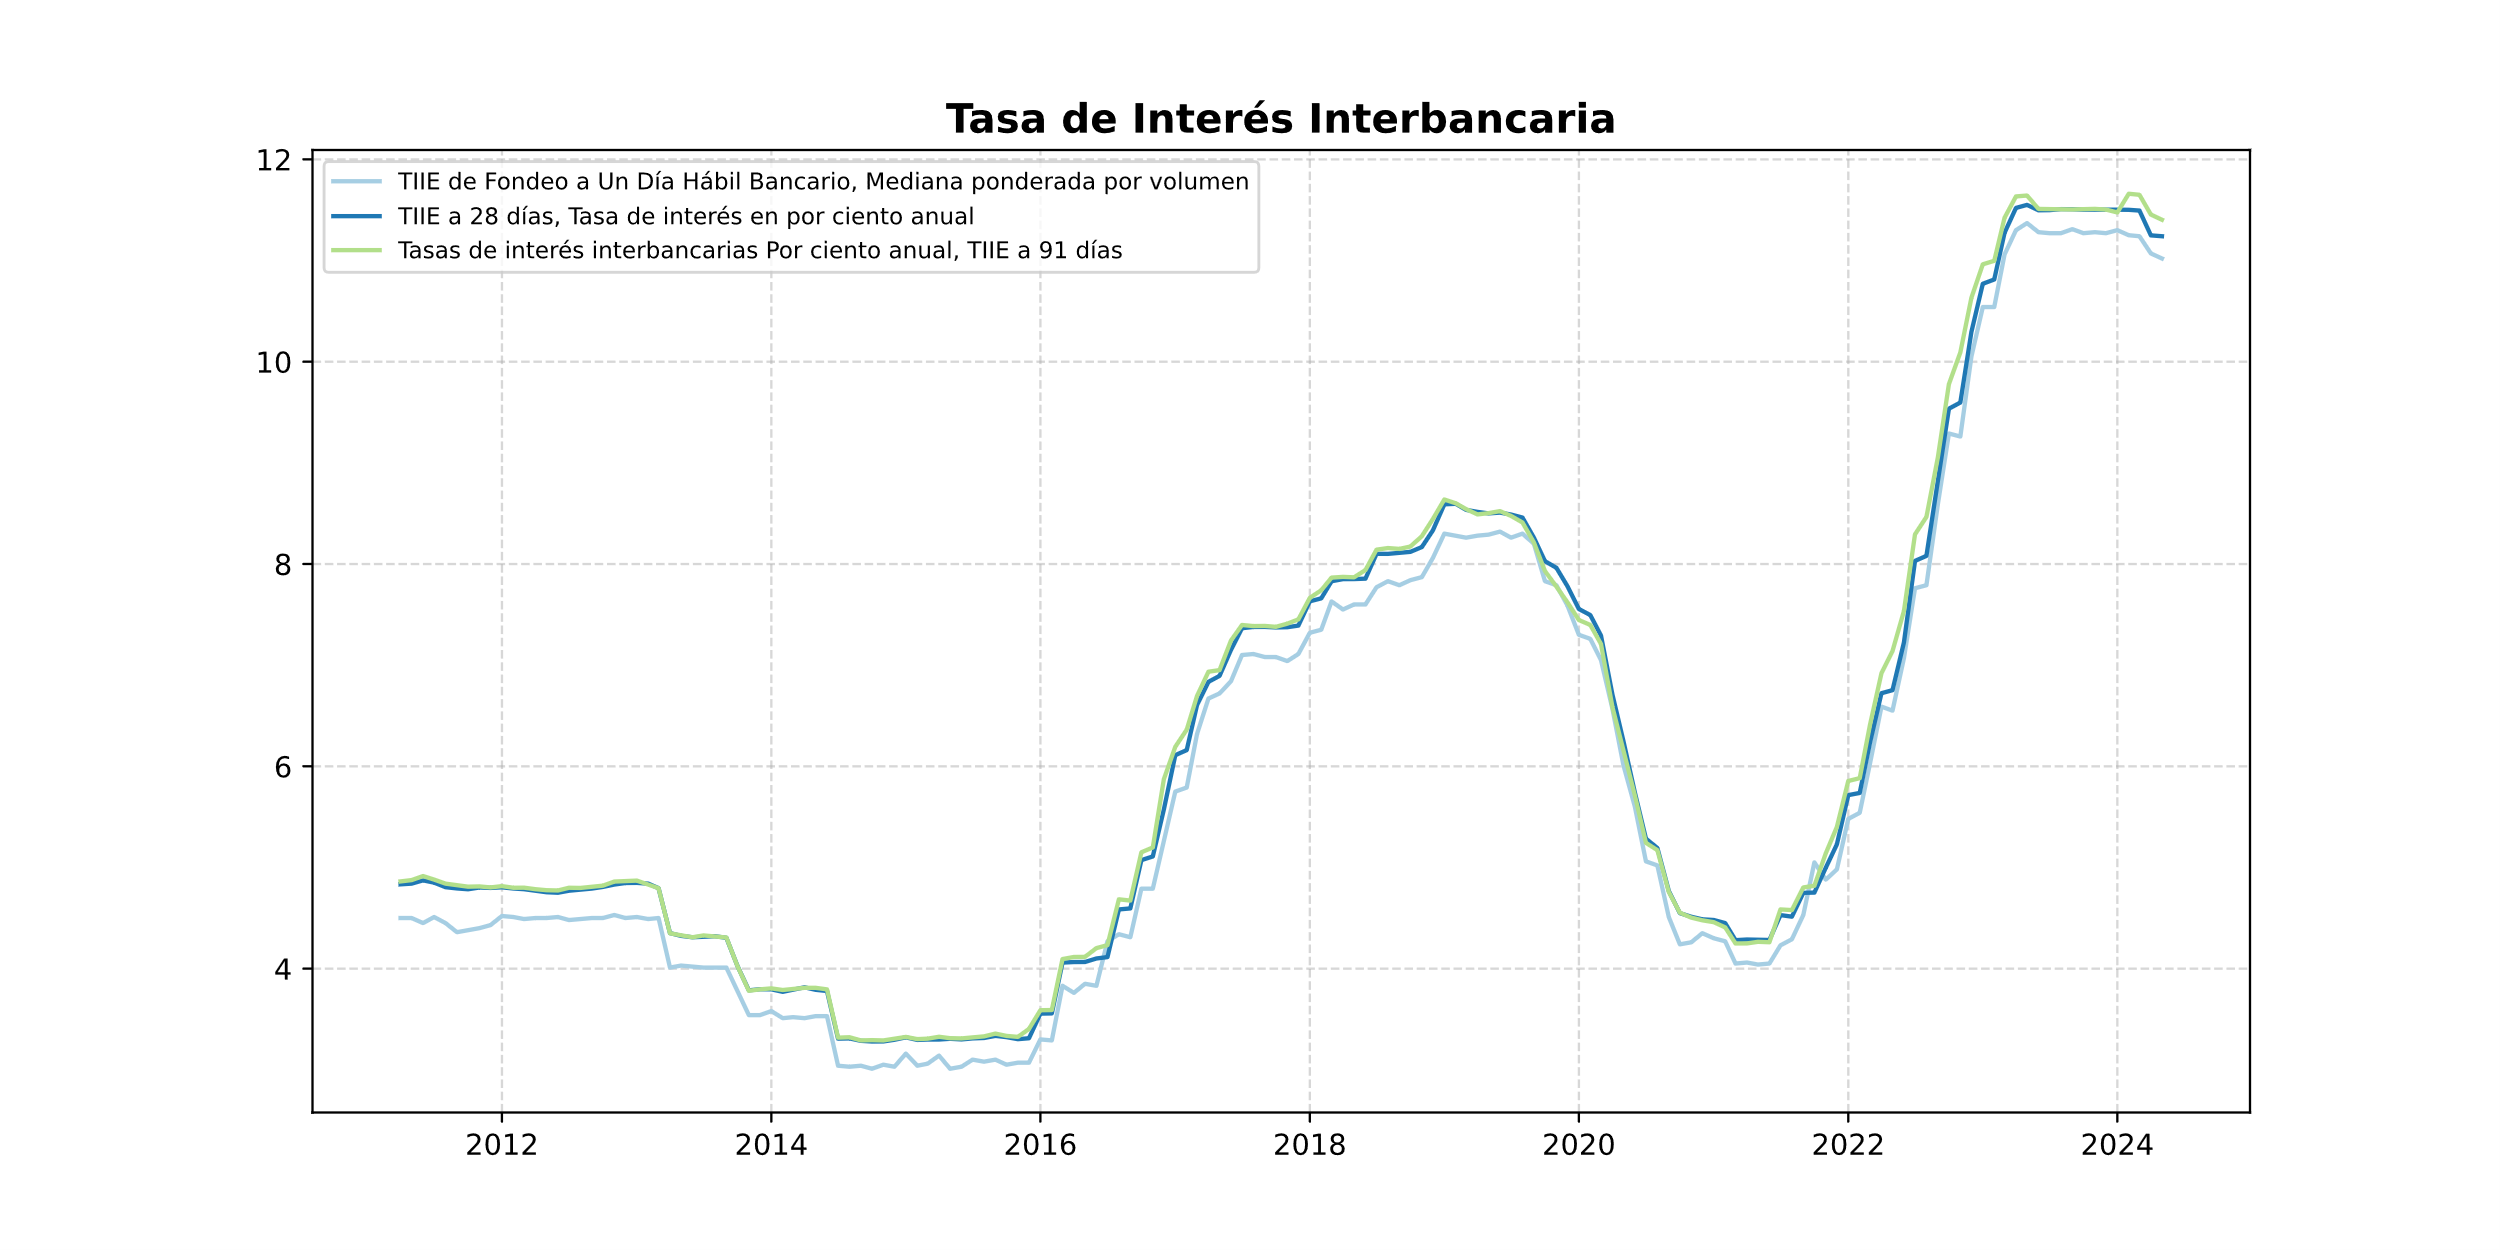 Tasa de Interés Interbancaria
12
TIIE de Fondeo a Un Día Hábil Bancario, Mediana ponderada por volumen
TIIE a 28 días, Tasa de interés en por ciento anual
Tasas de interés interbancarias Por ciento anual, TIIE a 91 días
10
8
6
4
2012 2014 2016 2018 2020 2022 2024